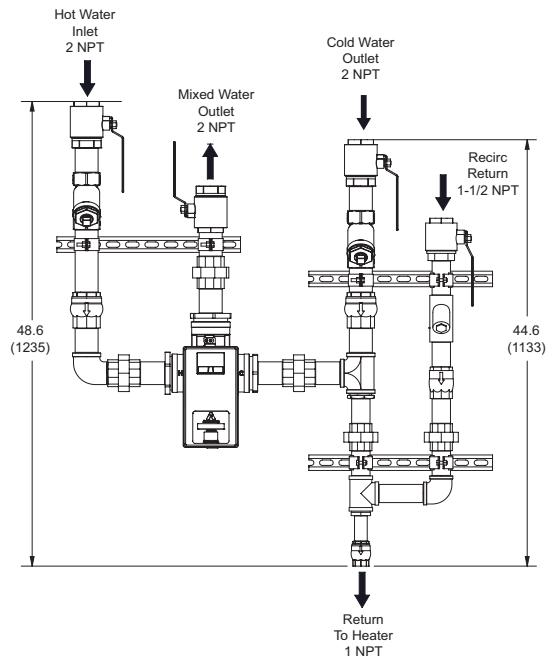 Hot Water
Inlet
2 NPT
Mixed Water
Outlet
2 NPT
Cold Water
Outlet
2 NPT
Recirc
Return
1-1/2 NPT
48.6
(1235)
44.6
(1133)
H
C
Return
To Heater
1 NPT